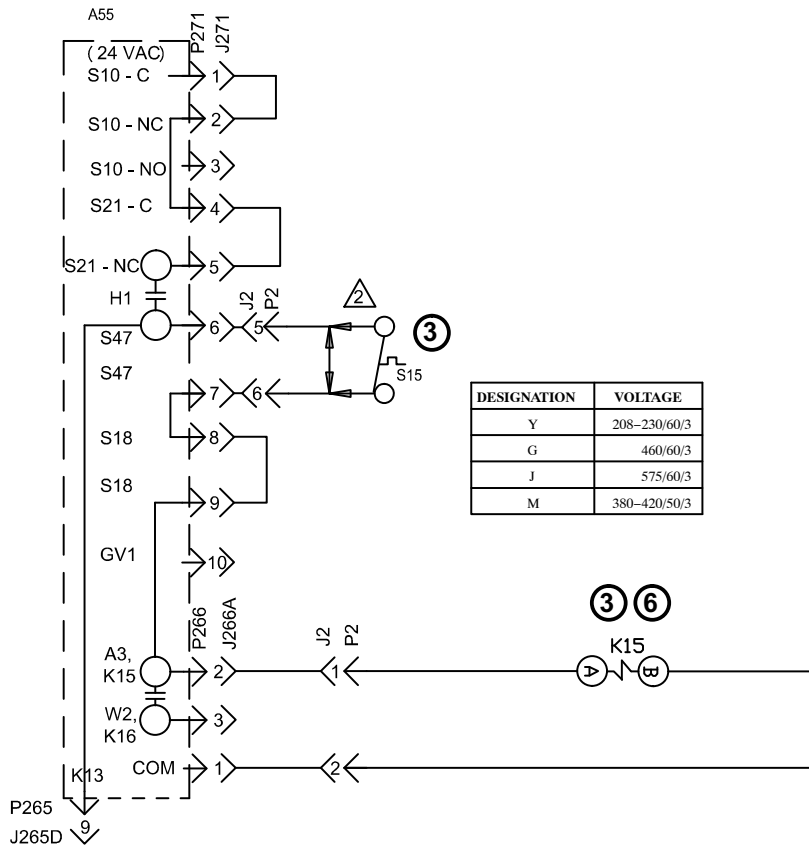 A55
P271
J271
(24 VAC)
S10 - C
1
S10 - NC
2
S10 - NO
3
S21 - C
4
S21 - NC
5
H1
J2
P2
2
6
5
3
S47
S47
S15
7
6
S18
8
S18
9
DESIGNATION VOLTAGE
Y 208–230/60/3
G 460/60/3
J 575/60/3
M 380–420/50/3
GV1
10
P266
J266A
J2
P2
3 6
K15
A3,
K15
2
1
A
B
W2,
K16
3
COM
1
2
K13
P265
J265D
9